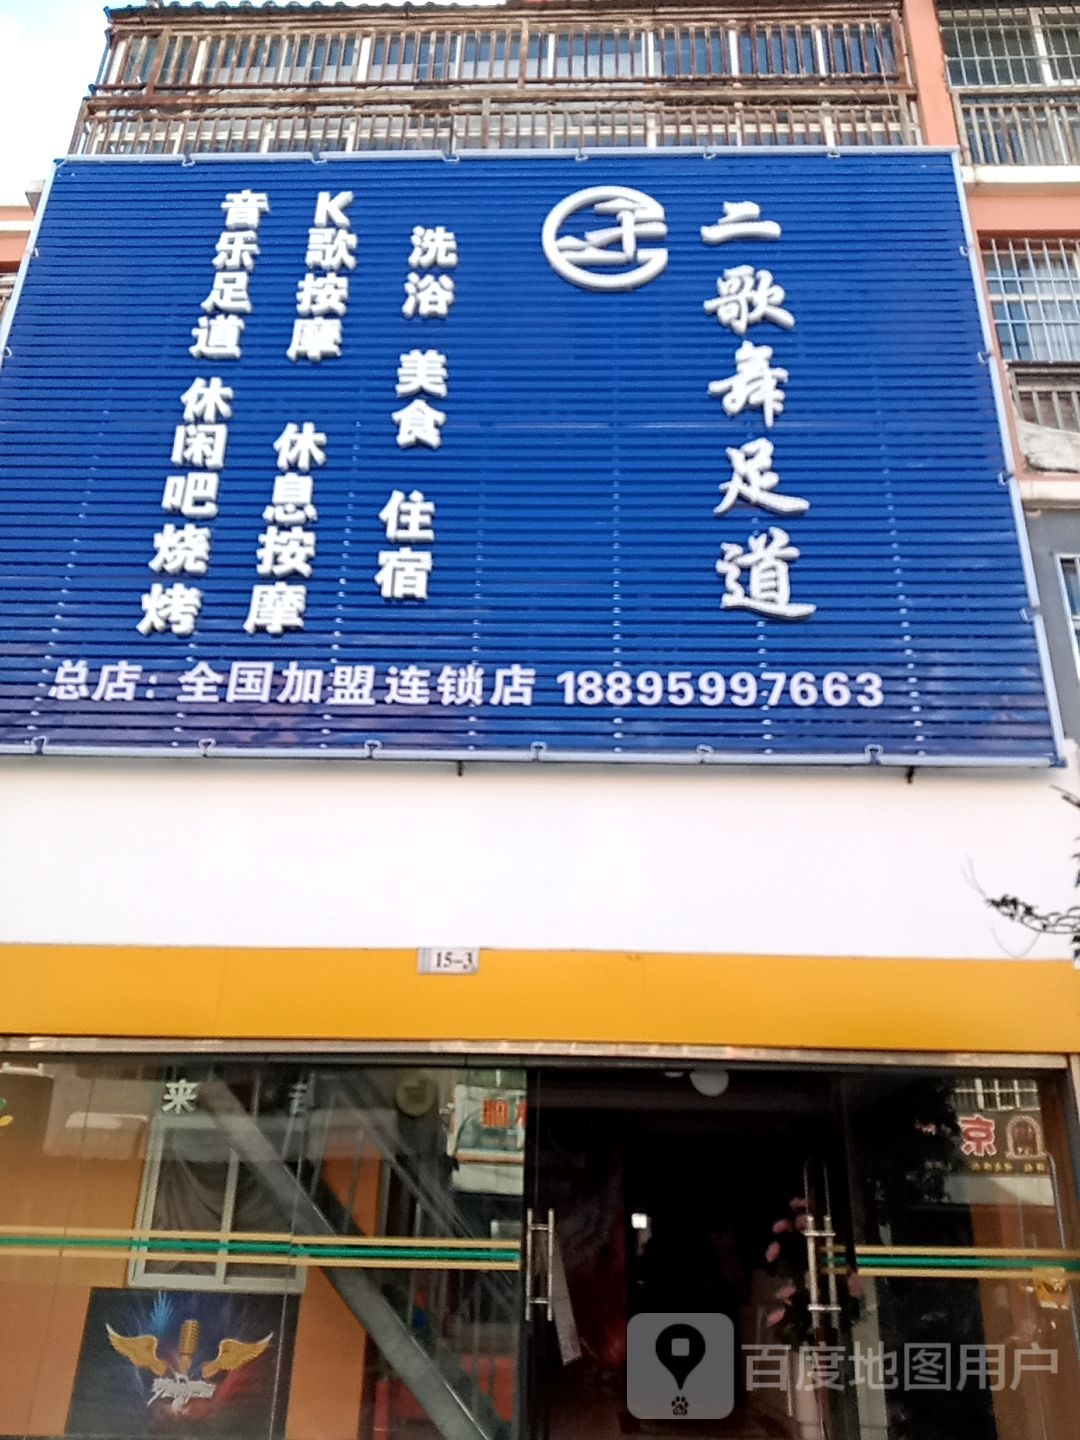 二歌舞足道
洗浴 美食 住宿
K歌按摩 休息按摩
音乐足道 休闲吧烧烤
总店：全国加盟连锁店 18895997663
15-3
来
京
百度地图用户